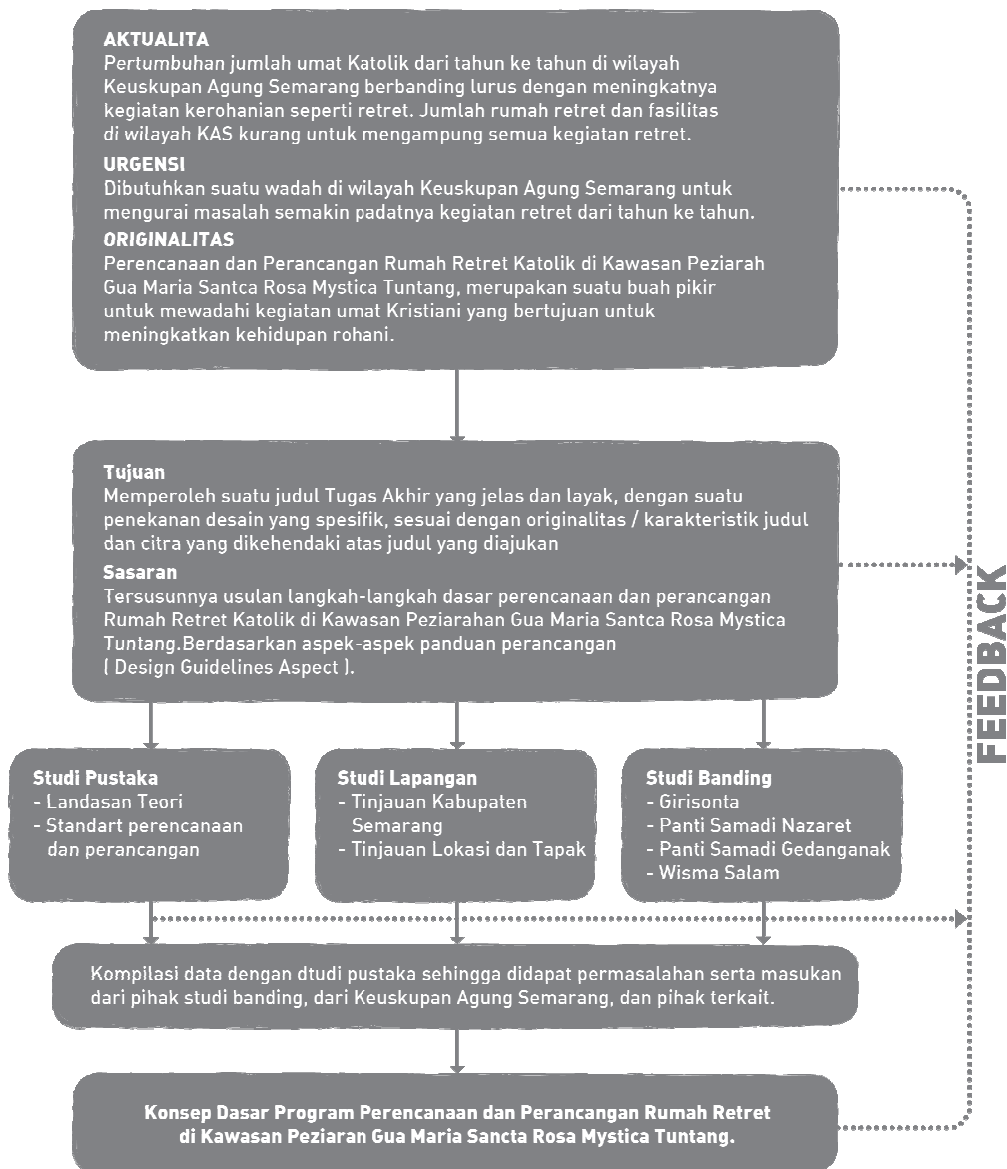 AKTUALITA
Pertumbuhan jumlah umat Katolik dari tahun ke tahun di wilayah
Keuskupan Agung Semarang berbanding lurus dengan meningkatnya
kegiatan kerohanian seperti retret. Jumlah rumah retret dan fasilitas
di wilayah KAS kurang untuk mengampung semua kegiatan retret.
URGENSI
Dibutuhkan suatu wadah di wilayah Keuskupan Agung Semarang untuk
mengurai masalah semakin padatnya kegiatan retret dari tahun ke tahun.
ORIGINALITAS
Perencanaan dan Perancangan Rumah Retret Katolik di Kawasan Peziarah
Gua Maria Santca Rosa Mystica Tuntang, merupakan suatu buah pikir
untuk mewadahi kegiatan umat Kristiani yang bertujuan untuk
meningkatkan kehidupan rohani.
Tujuan
Memperoleh suatu judul Tugas Akhir yang jelas dan layak, dengan suatu
penekanan desain yang spesifik, sesuai dengan originalitas / karakteristik judul
dan citra yang dikehendaki atas judul yang diajukan
Sasaran
Tersusunnya usulan langkah-langkah dasar perencanaan dan perancangan
Rumah Retret Katolik di Kawasan Peziarahan Gua Maria Santca Rosa Mystica
Tuntang.Berdasarkan aspek-aspek panduan perancangan
( Design Guidelines Aspect ).
FEEDBACK
Studi Pustaka
- Landasan Teori
- Standart perencanaan
dan perancangan
Studi Lapangan
- Tinjauan Kabupaten
Semarang
- Tinjauan Lokasi dan Tapak
Studi Banding
- Girisonta
- Panti Samadi Nazaret
- Panti Samadi Gedanganak
- Wisma Salam
Kompilasi data dengan dtudi pustaka sehingga didapat permasalahan serta masukan
dari pihak studi banding, dari Keuskupan Agung Semarang, dan pihak terkait.
Konsep Dasar Program Perencanaan dan Perancangan Rumah Retret
di Kawasan Peziaran Gua Maria Sancta Rosa Mystica Tuntang.